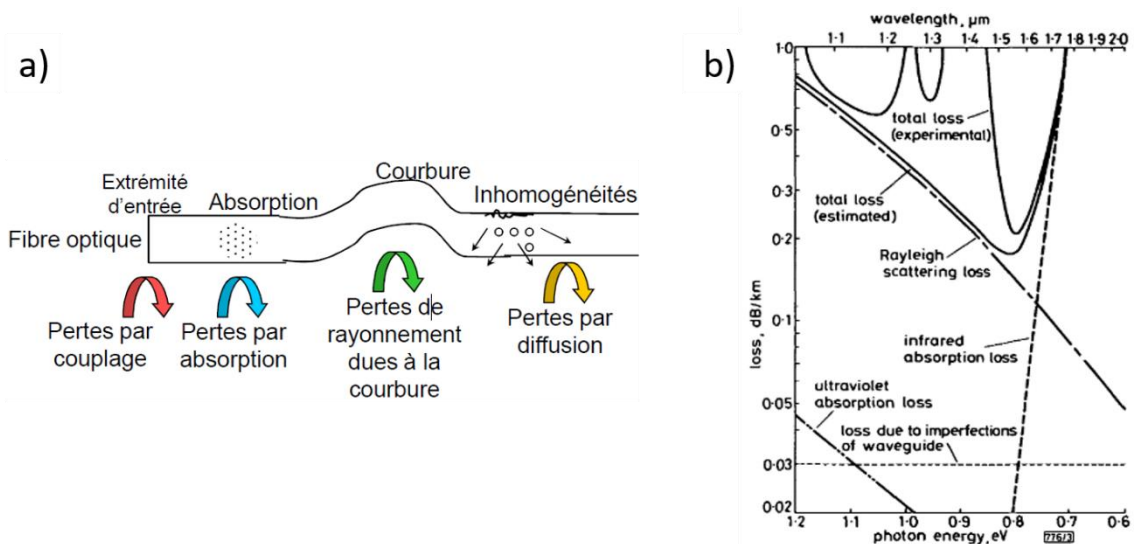 a)
Extrémité
d'entrée
Absorption
Courbure
Inhomogénéités
Fibre optique
Pertes par
couplage
Pertes par
absorption
Pertes de
rayonnement
dues à la
courbure
Pertes par
diffusion
b)
wavelength, μm
1·1 1·2 1·3 1·4 1·5 1·6 1·7 1·8 1·9 2·0
1·0
0·5
0·3
0·2
0·1
0·05
0·03
0·02
loss, dB/km
total loss
(experimental)
total loss
(estimated)
Rayleigh
scattering loss
infrared
absorption loss
ultraviolet
absorption loss
loss due to imperfections
of waveguide
1·2 1·1 1·0 0·9 0·8 0·7 0·6
photon energy, eV
776/3